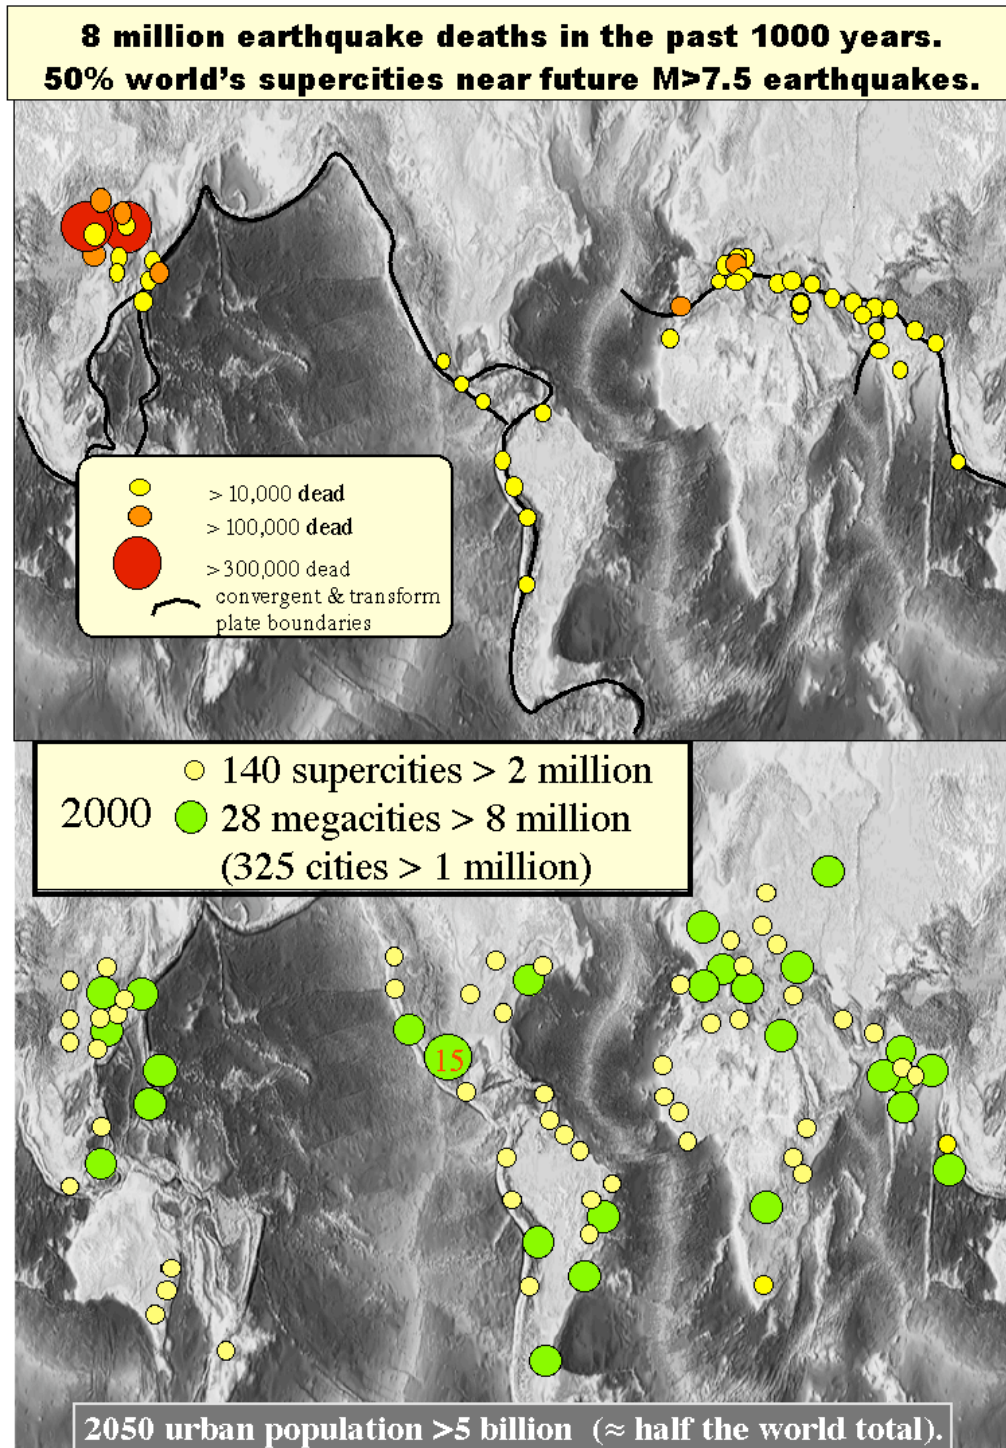 8 million earthquake deaths in the past 1000 years.
50% world's supercities near future M>7.5 earthquakes.
> 10,000 dead
> 100,000 dead
> 300,000 dead
convergent & transform
plate boundaries
140 supercities > 2 million
2000
28 megacities > 8 million
(325 cities > 1 million)
15
2050 urban population >5 billion (≈ half the world total).